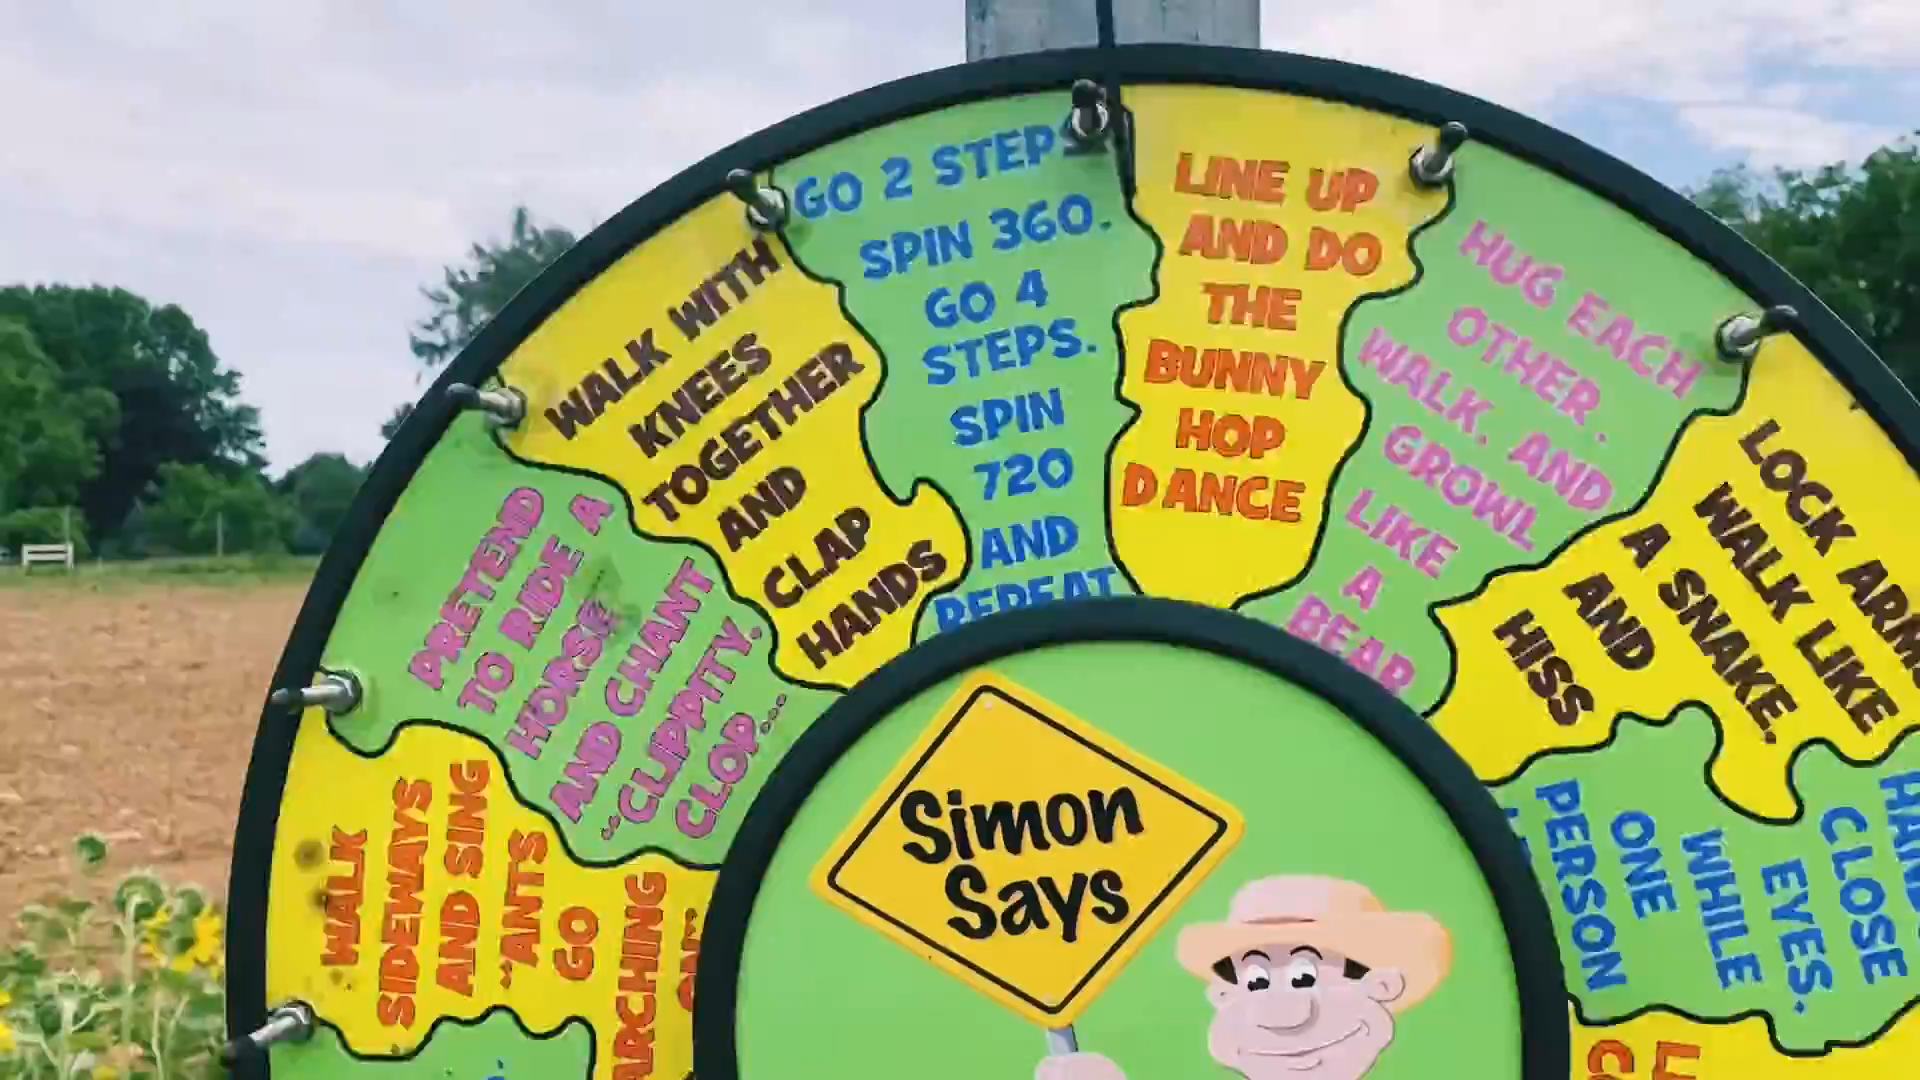 WALK
SIDEWAYS
AND SING
"ANTS
GO
PRETEND
TO RIDE A
HORSE
AND CHANT
"CLIPPITY,
CLOP...
WALK WITH
KNEES
TOGETHER
AND
CLAP
HANDS
GO 2 STEPS
SPIN 360.
GO 4
STEPS.
SPIN
720
AND
REPEAT
LINE UP
AND DO
THE
BUNNY
HOP
DANCE
HUG EACH
OTHER.
WALK. AND
GROWL
LIKE
A
BEAR
LOCK
WALK LIKE
A SNAKE.
AND
HISS
CLOSE
EYES.
WHILE
ONE
PERSON
Simon
Says